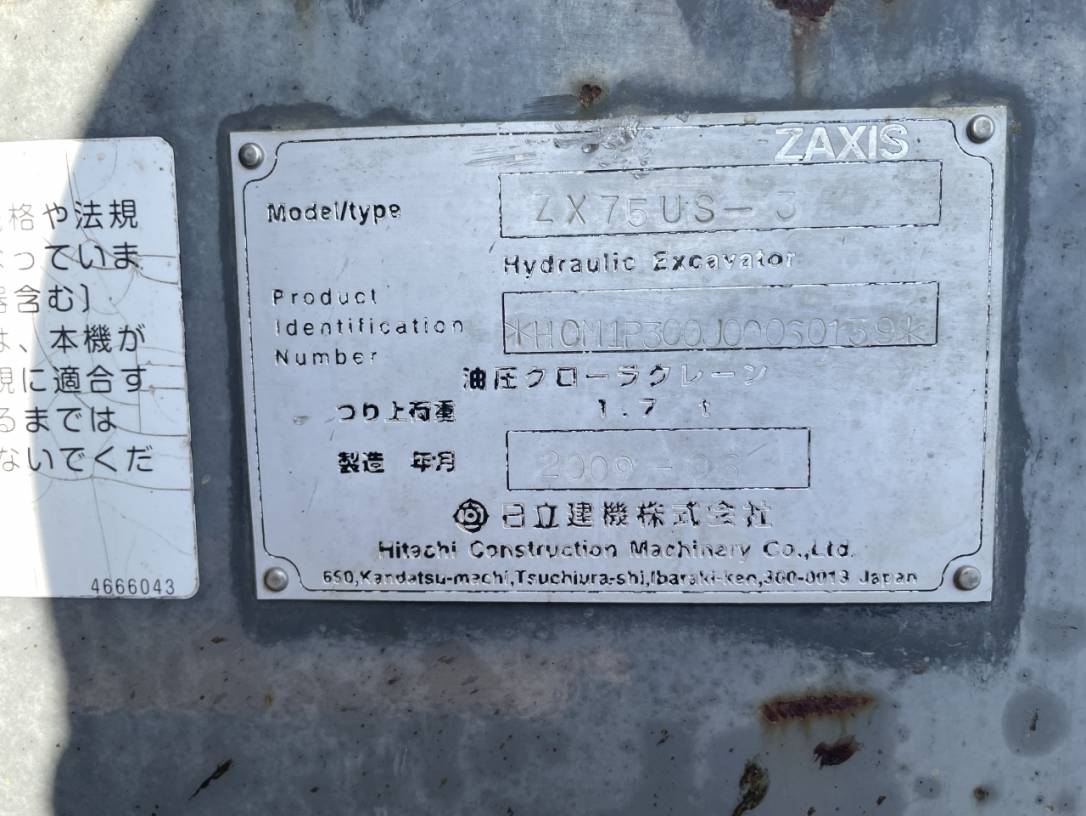 格や法規
なっていま
器含む〕
は、本機が
規に適合す
るまでは
ないでくだ
4666043
ZAXIS
Model/type ZX75US-3
Hydraulic Excavator
Product
Identification
Number
油圧クローラクレーン
つり上荷重 1.7 t
製造 年月 2009-
日立建機株式会社
Hitachi Construction Machinery Co.,Ltd.
650,Kandatsu-machi,Tsuchiura-shi,Ibaraki-ken,300-0013 Japan